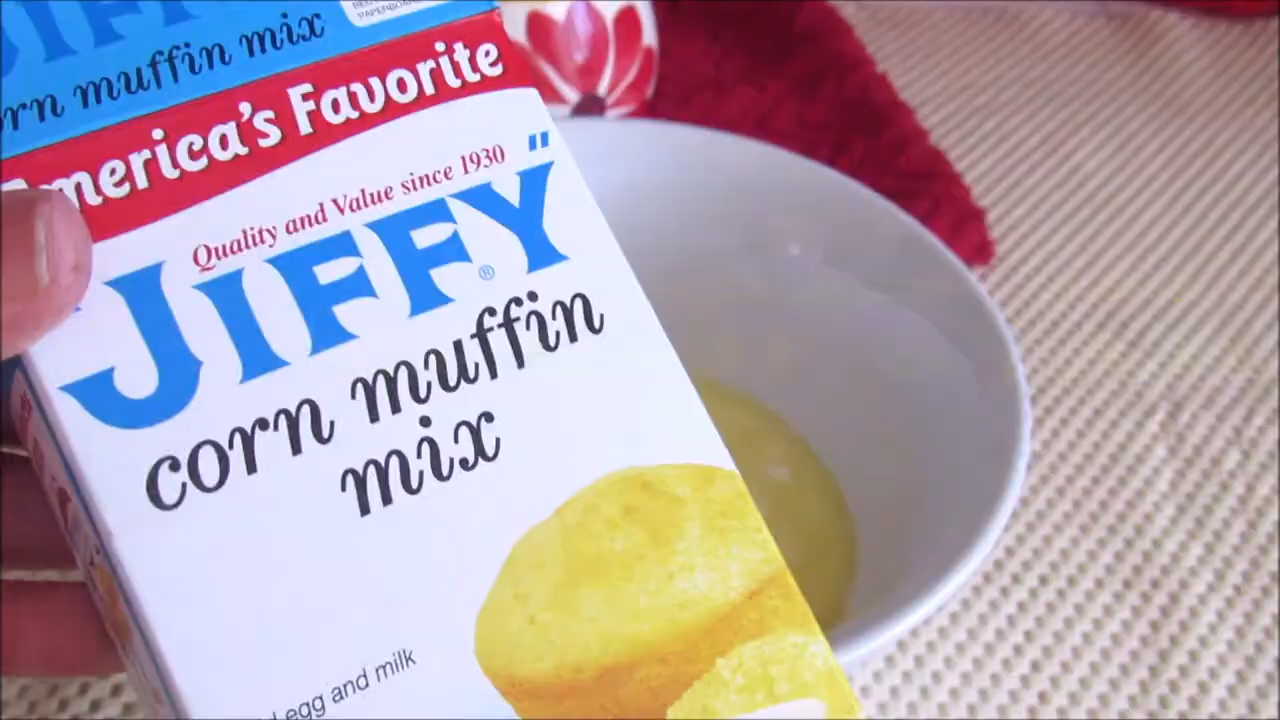 corn muffin mix
America's Favorite
Quality and Value since 1930
"JIFFY"®
corn muffin
mix
egg and milk